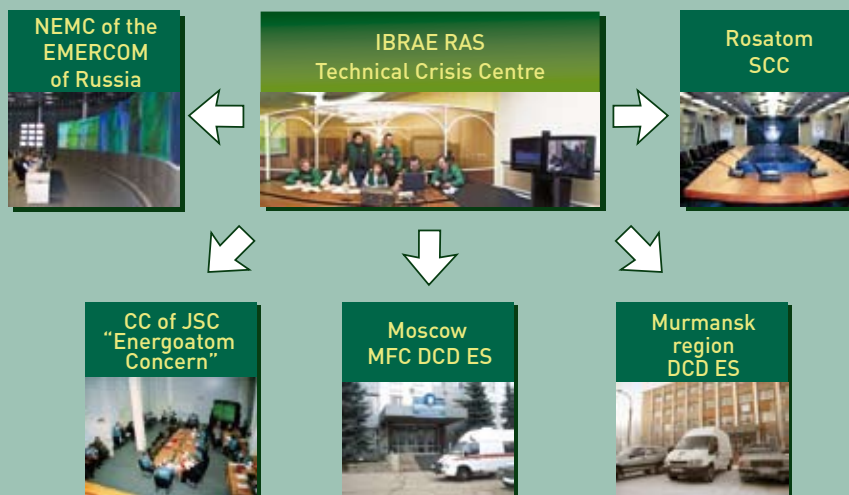 NEMC of the
EMERCOM
of Russia
IBRAE RAS
Technical Crisis Centre
Rosatom
SCC
CC of JSC
“Energoatom
Concern”
Moscow
MFC DCD ES
Murmansk
region
DCD ES